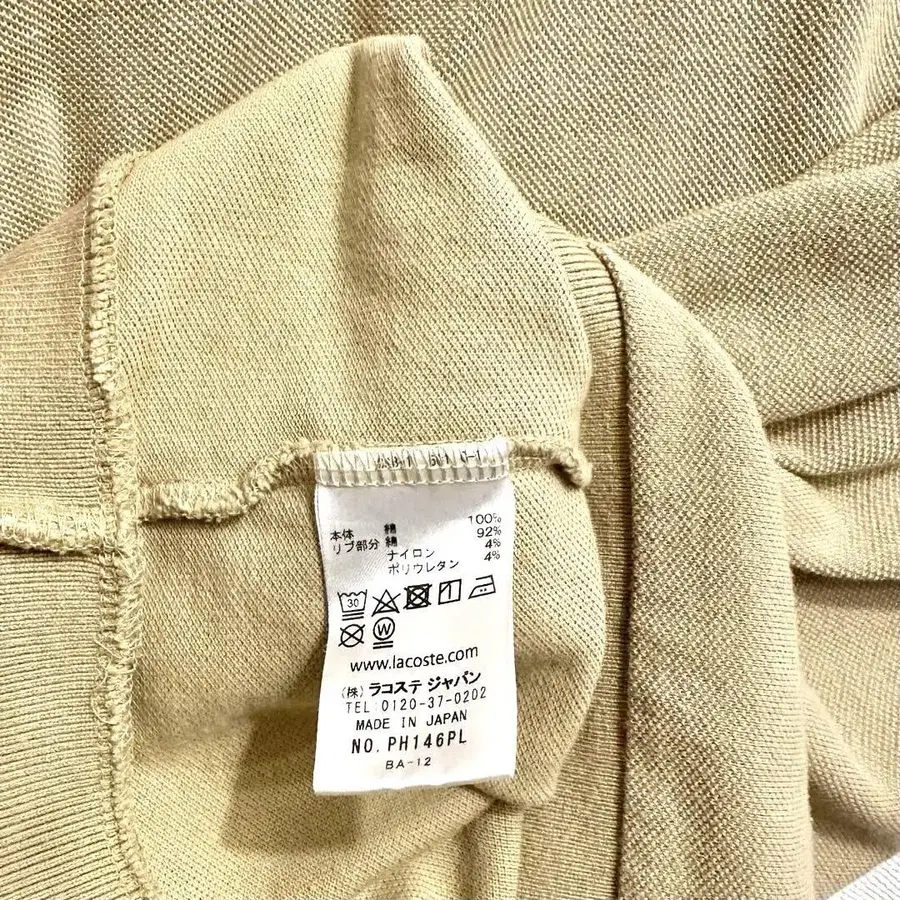 本体 綿 100%
リブ部分 綿 92%
ナイロン 4%
ポリウレタン 4%
30 W
www.lacoste.com
(株) ラコステ ジャパン
TEL:0120-37-0202
MADE IN JAPAN
NO. PH146PL
BA-12